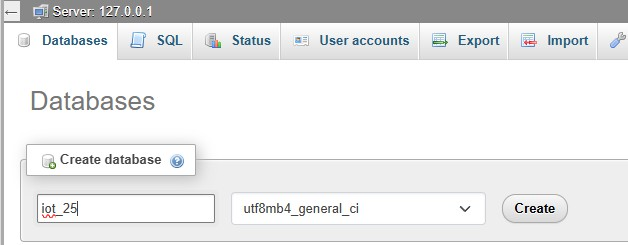 Server: 127.0.0.1
Databases SQL Status User accounts Export Import
Databases
Create database
iot_25 utf8mb4_general_ci Create